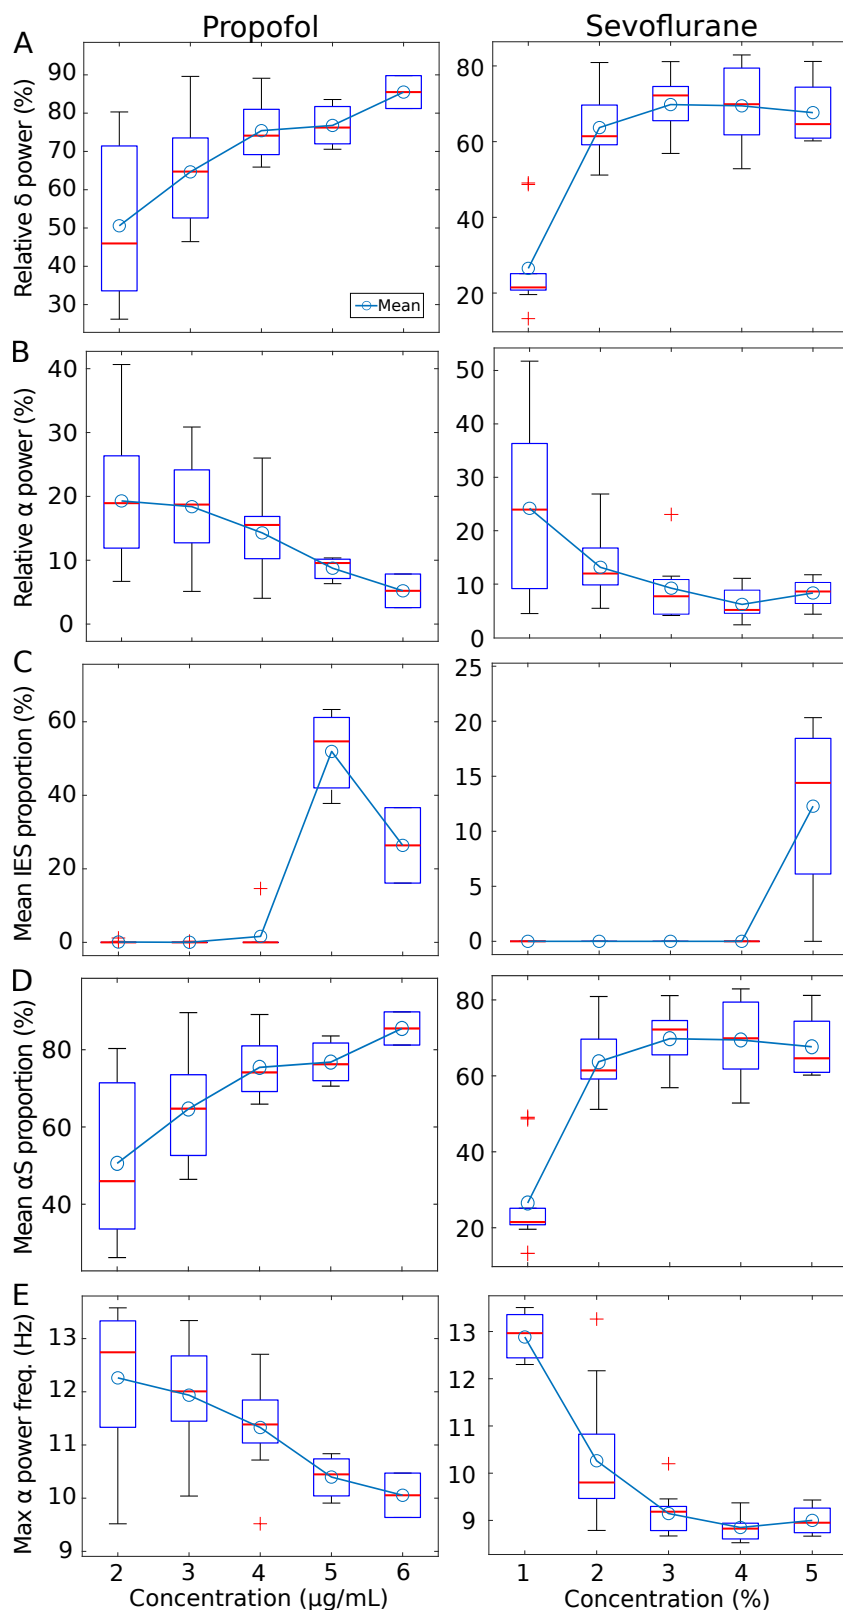 Propofol
Sevoflurane
A
Relative δ power (%)
90
80
70
60
50
40
30
Mean
80
60
40
20
B
Relative α power (%)
40
30
20
10
0
50
40
30
20
10
0
C
Mean IES proportion (%)
60
40
20
0
25
20
15
10
5
0
D
Mean αS proportion (%)
80
60
40
80
60
40
20
E
Max α power freq. (Hz)
13
12
11
10
9
13
12
11
10
9
2 3 4 5 6
1 2 3 4 5
Concentration (μg/mL)
Concentration (%)